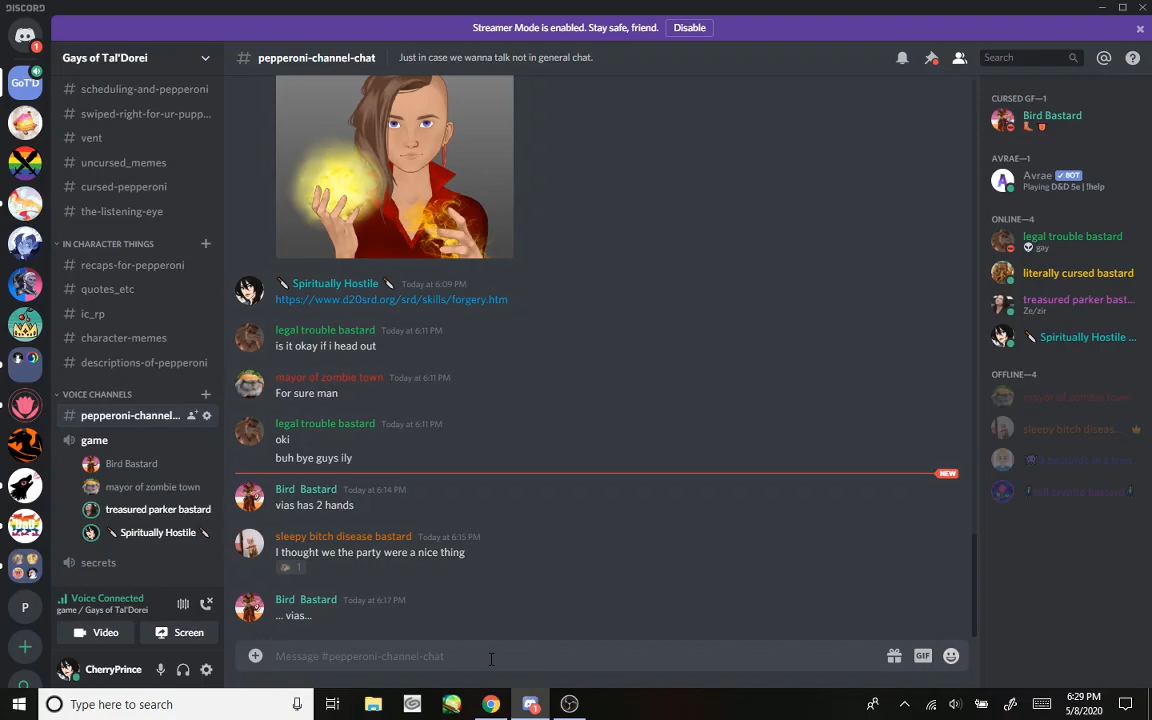 DISCORD
Streamer Mode is enabled. Stay safe, friend.
Disable
1
GoT'D
P
Gays of Tal'Dorei
# scheduling-and-pepperoni
# swiped-right-for-ur-pupp...
# vent
# uncursed_memes
# cursed-pepperoni
# the-listening-eye
IN CHARACTER THINGS
# recaps-for-pepperoni
# quotes_etc
# ic_rp
# character-memes
# descriptions-of-pepperoni
VOICE CHANNELS
# pepperoni-channel...
game
Bird Bastard
mayor of zombie town
treasured parker bastard
Spiritually Hostile
secrets
Voice Connected
game / Gays of Tal'Dorei
Video
Screen
CherryPrince
# pepperoni-channel-chat
Just in case we wanna talk not in general chat.
Search
Spiritually Hostile Today at 6:09 PM
https://www.d20srd.org/srd/skills/forgery.htm
legal trouble bastard Today at 6:11 PM
is it okay if i head out
mayor of zombie town Today at 6:11 PM
For sure man
legal trouble bastard Today at 6:11 PM
oki
buh bye guys ily
NEW
Bird Bastard Today at 6:14 PM
vias has 2 hands
sleepy bitch disease bastard Today at 6:15 PM
I thought we the party were a nice thing
1
Bird Bastard Today at 6:17 PM
... vias...
Message #pepperoni-channel-chat
GIF
CURSED GF—1
Bird Bastard
AVRAE—1
Avrae BOT
Playing D&D 5e | !help
ONLINE—4
legal trouble bastard
gay
literally cursed bastard
treasured parker bast...
Ze/zir
Spiritually Hostile ...
OFFLINE—4
mayor of zombie town
sleepy bitch diseas...
Type here to search
1
6:29 PM
5/8/2020